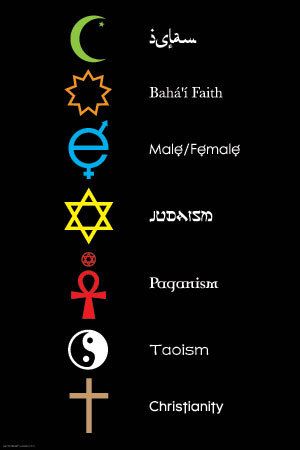 Bahá'í Faith
Male/Female
JUDAISM
Paganism
Taoism
Christianity